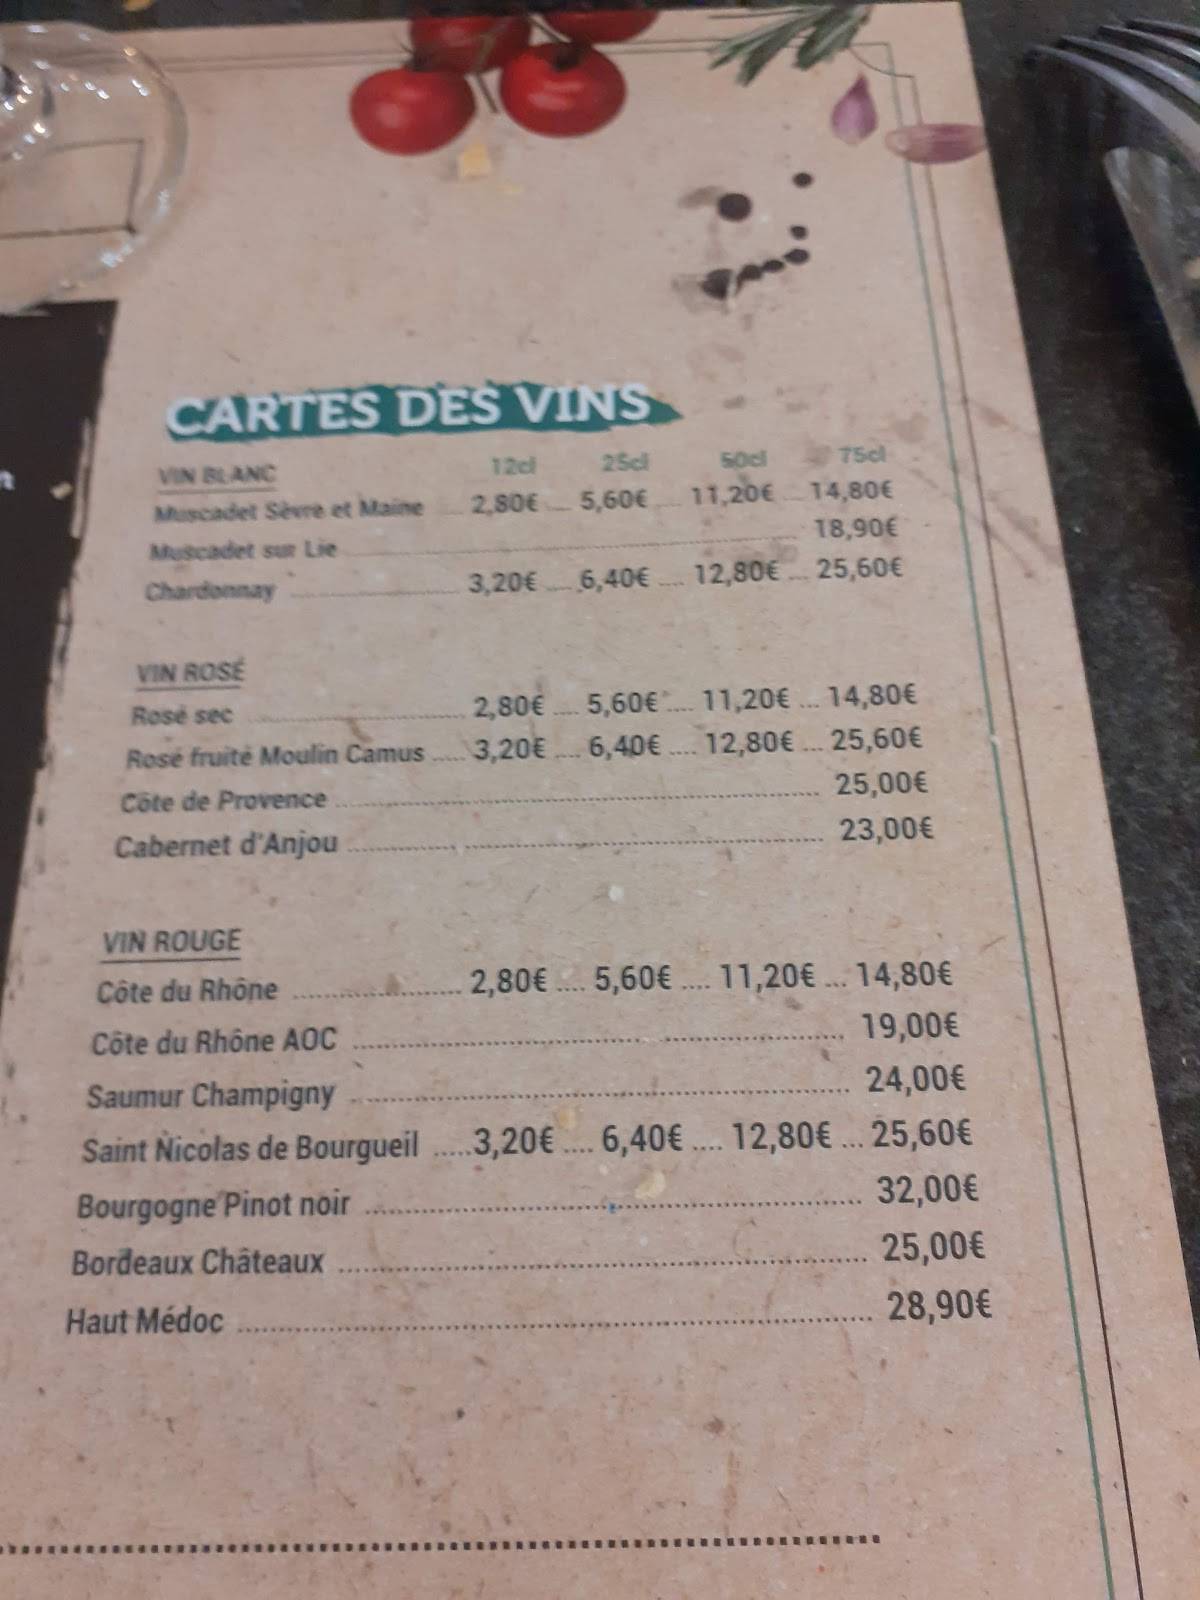 CARTES DES VINS
VIN BLANC 12cl 25cl 50cl 75cl
Muscadet Sèvre et Maine 2,80€ .... 5,60€ .... 11,20€ ... 14,80€
Muscadet sur Lie .... 18,90€
Chardonnay .... 3,20€ .... 6,40€ .... 12,80€ ... 25,60€
VIN ROSÉ
Rosé sec .... 2,80€ .... 5,60€ .... 11,20€ ... 14,80€
Rosé fruité Moulin Camus ..... 3,20€ .... 6,40€ .... 12,80€ ... 25,60€
Côte de Provence .... 25,00€
Cabernet d'Anjou .... 23,00€
VIN ROUGE
Côte du Rhône .... 2,80€ .... 5,60€ .... 11,20€ ... 14,80€
Côte du Rhône AOC .... 19,00€
Saumur Champigny .... 24,00€
Saint Nicolas de Bourgueil .....3,20€ .... 6,40€ .... 12,80€ ... 25,60€
Bourgogne Pinot noir .... 32,00€
Bordeaux Châteaux .... 25,00€
Haut Médoc .... 28,90€